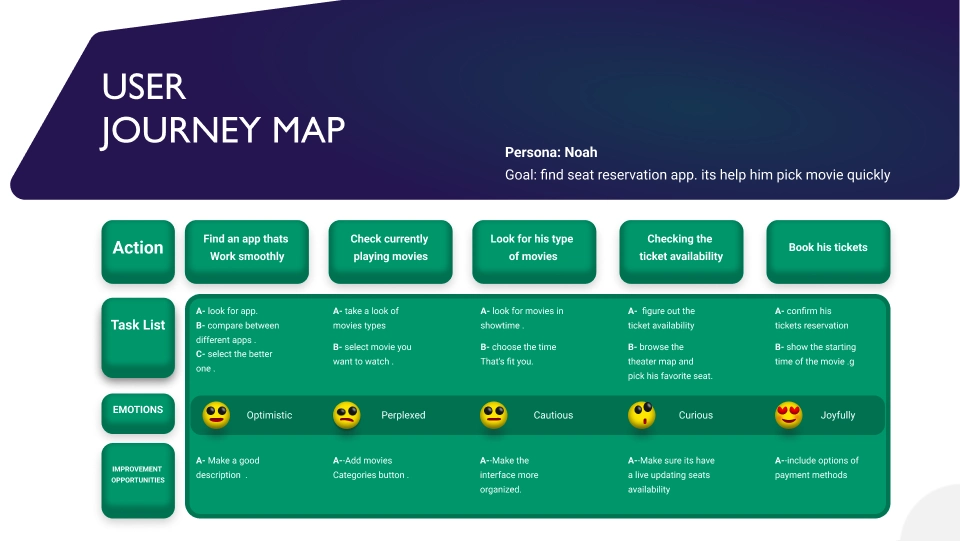 USER
JOURNEY MAP
Persona: Noah
Goal: find seat reservation app. its help him pick movie quickly
Action
Find an app thats
Work smoothly
Check currently
playing movies
Look for his type
of movies
Checking the
ticket availability
Book his tickets
Task List
A- look for app.
B- compare between
different apps .
C- select the better
one .
A- take a look of
movies types
B- select movie you
want to watch .
A- look for movies in
showtime .
B- choose the time
That's fit you.
A- figure out the
ticket availability
B- browse the
theater map and
pick his favorite seat.
A- confirm his
tickets reservation
B- show the starting
time of the movie .g
EMOTIONS
Optimistic
Perplexed
Cautious
Curious
Joyfully
IMPROVEMENT
OPPORTUNITIES
A- Make a good
description .
A--Add movies
Categories button .
A--Make the
interface more
organized.
A--Make sure its have
a live updating seats
availability
A--include options of
payment methods